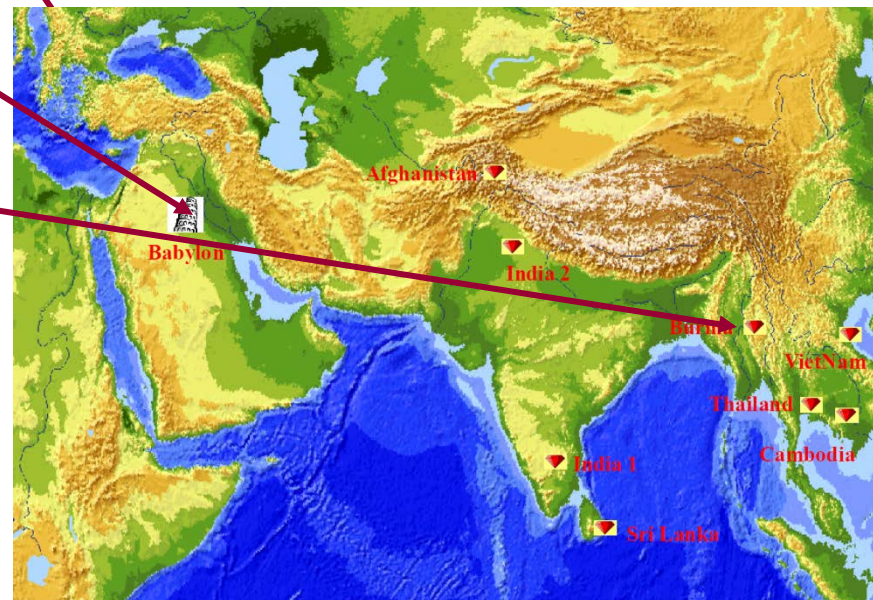 Afghanistan
Babylon
India 2
Burma
VietNam
Thailand
Cambodia
India 1
Sri Lanka